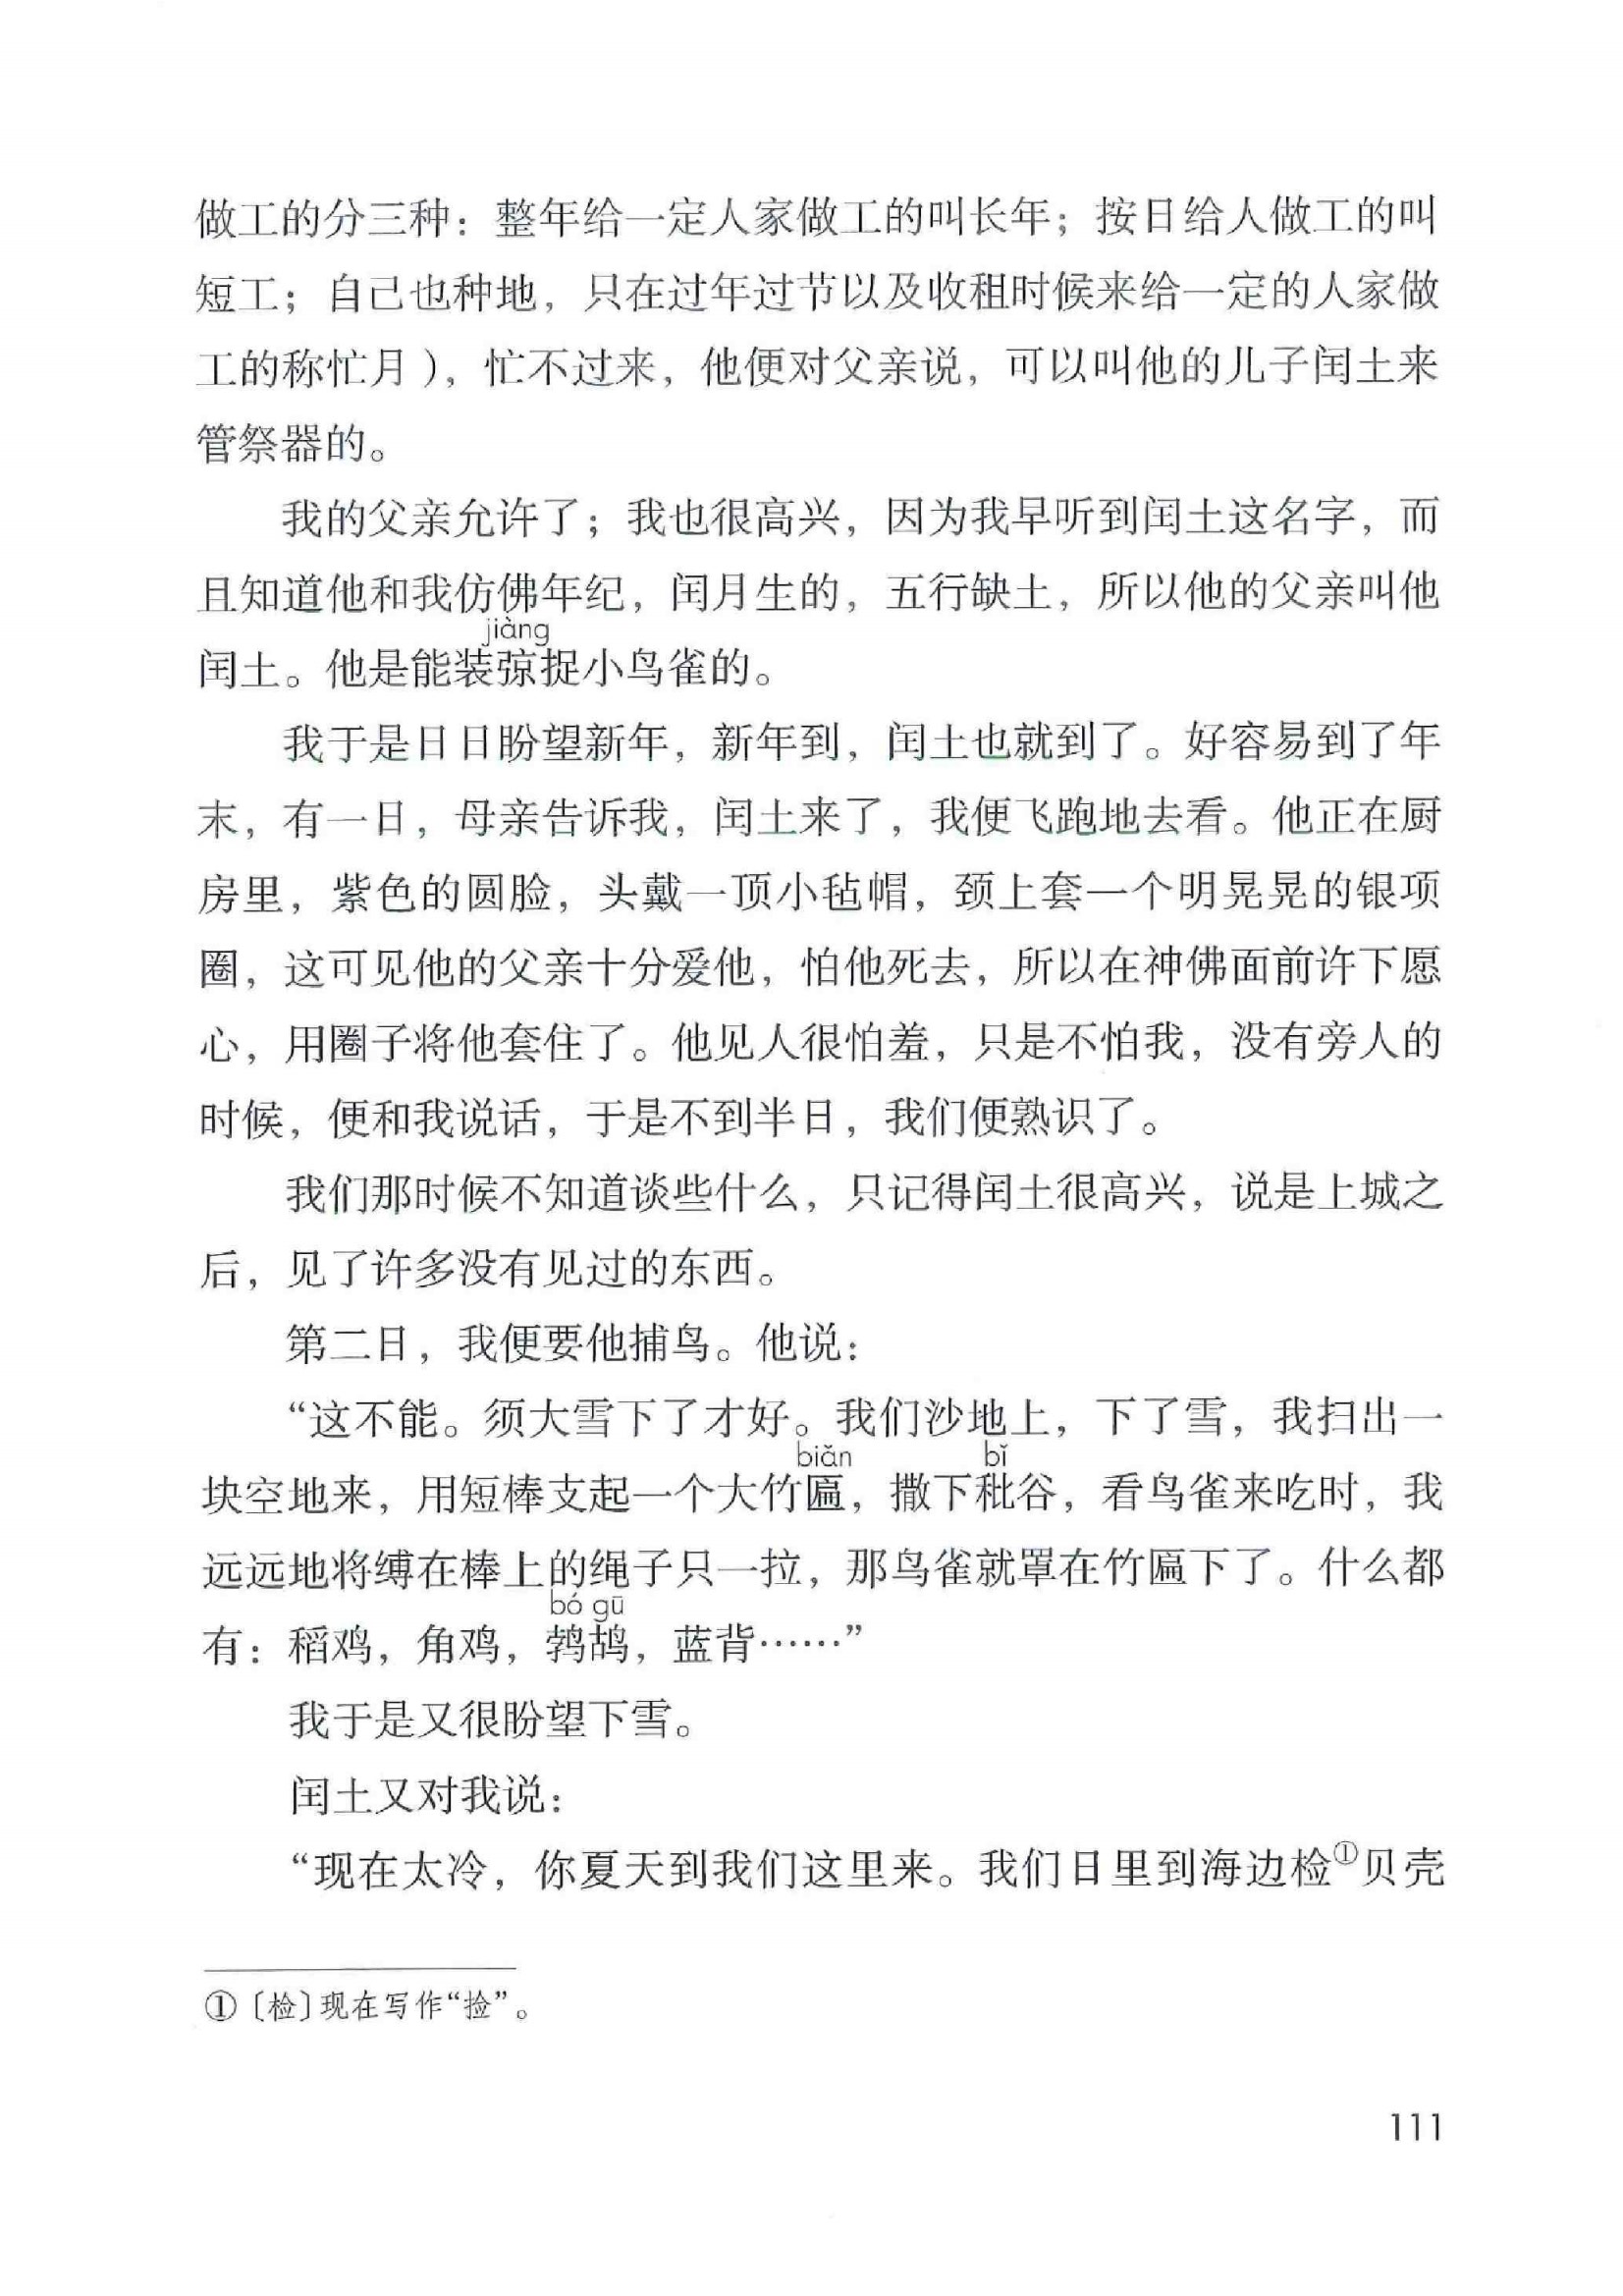 做工的分三种：整年给一定人家做工的叫长年；按日给人做工的叫
短工；自己也种地，只在过年过节以及收租时候来给一定的人家做
工的称忙月），忙不过来，他便对父亲说，可以叫他的儿子闰土来
管祭器的。
我的父亲允许了；我也很高兴，因为我早听到闰土这名字，而
且知道他和我仿佛年纪，闰月生的，五行缺土，所以他的父亲叫他
jiàng
闰土。他是能装弶捉小鸟雀的。
我于是日日盼望新年，新年到，闰土也就到了。好容易到了年
末，有一日，母亲告诉我，闰土来了，我便飞跑地去看。他正在厨
房里，紫色的圆脸，头戴一顶小毡帽，颈上套一个明晃晃的银项
圈，这可见他的父亲十分爱他，怕他死去，所以在神佛面前许下愿
心，用圈子将他套住了。他见人很怕羞，只是不怕我，没有旁人的
时候，便和我说话，于是不到半日，我们便熟识了。
我们那时候不知道谈些什么，只记得闰土很高兴，说是上城之
后，见了许多没有见过的东西。
第二日，我便要他捕鸟。他说：
“这不能。须大雪下了才好。我们沙地上，下了雪，我扫出一
biǎn bǐ
块空地来，用短棒支起一个大竹匾，撒下秕谷，看鸟雀来吃时，我
远远地将缚在棒上的绳子只一拉，那鸟雀就罩在竹匾下了。什么都
bó gū
有：稻鸡，角鸡，鹁鸪，蓝背……”
我于是又很盼望下雪。
闰土又对我说：
“现在太冷，你夏天到我们这里来。我们日里到海边检①贝壳
①〔检〕现在写作“捡”。
111